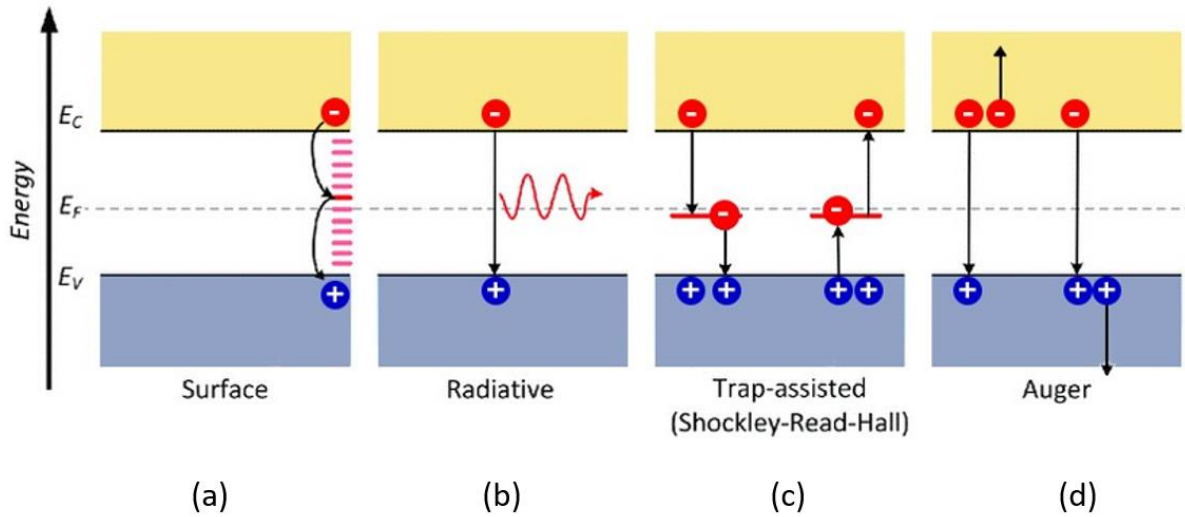 Energy
E_C
E_F
E_V
-
+
-
+
-
-
-
-
+
+
+
+
-
-
-
+
+
+
Surface
Radiative
Trap-assisted
(Shockley-Read-Hall)
Auger
(a)
(b)
(c)
(d)